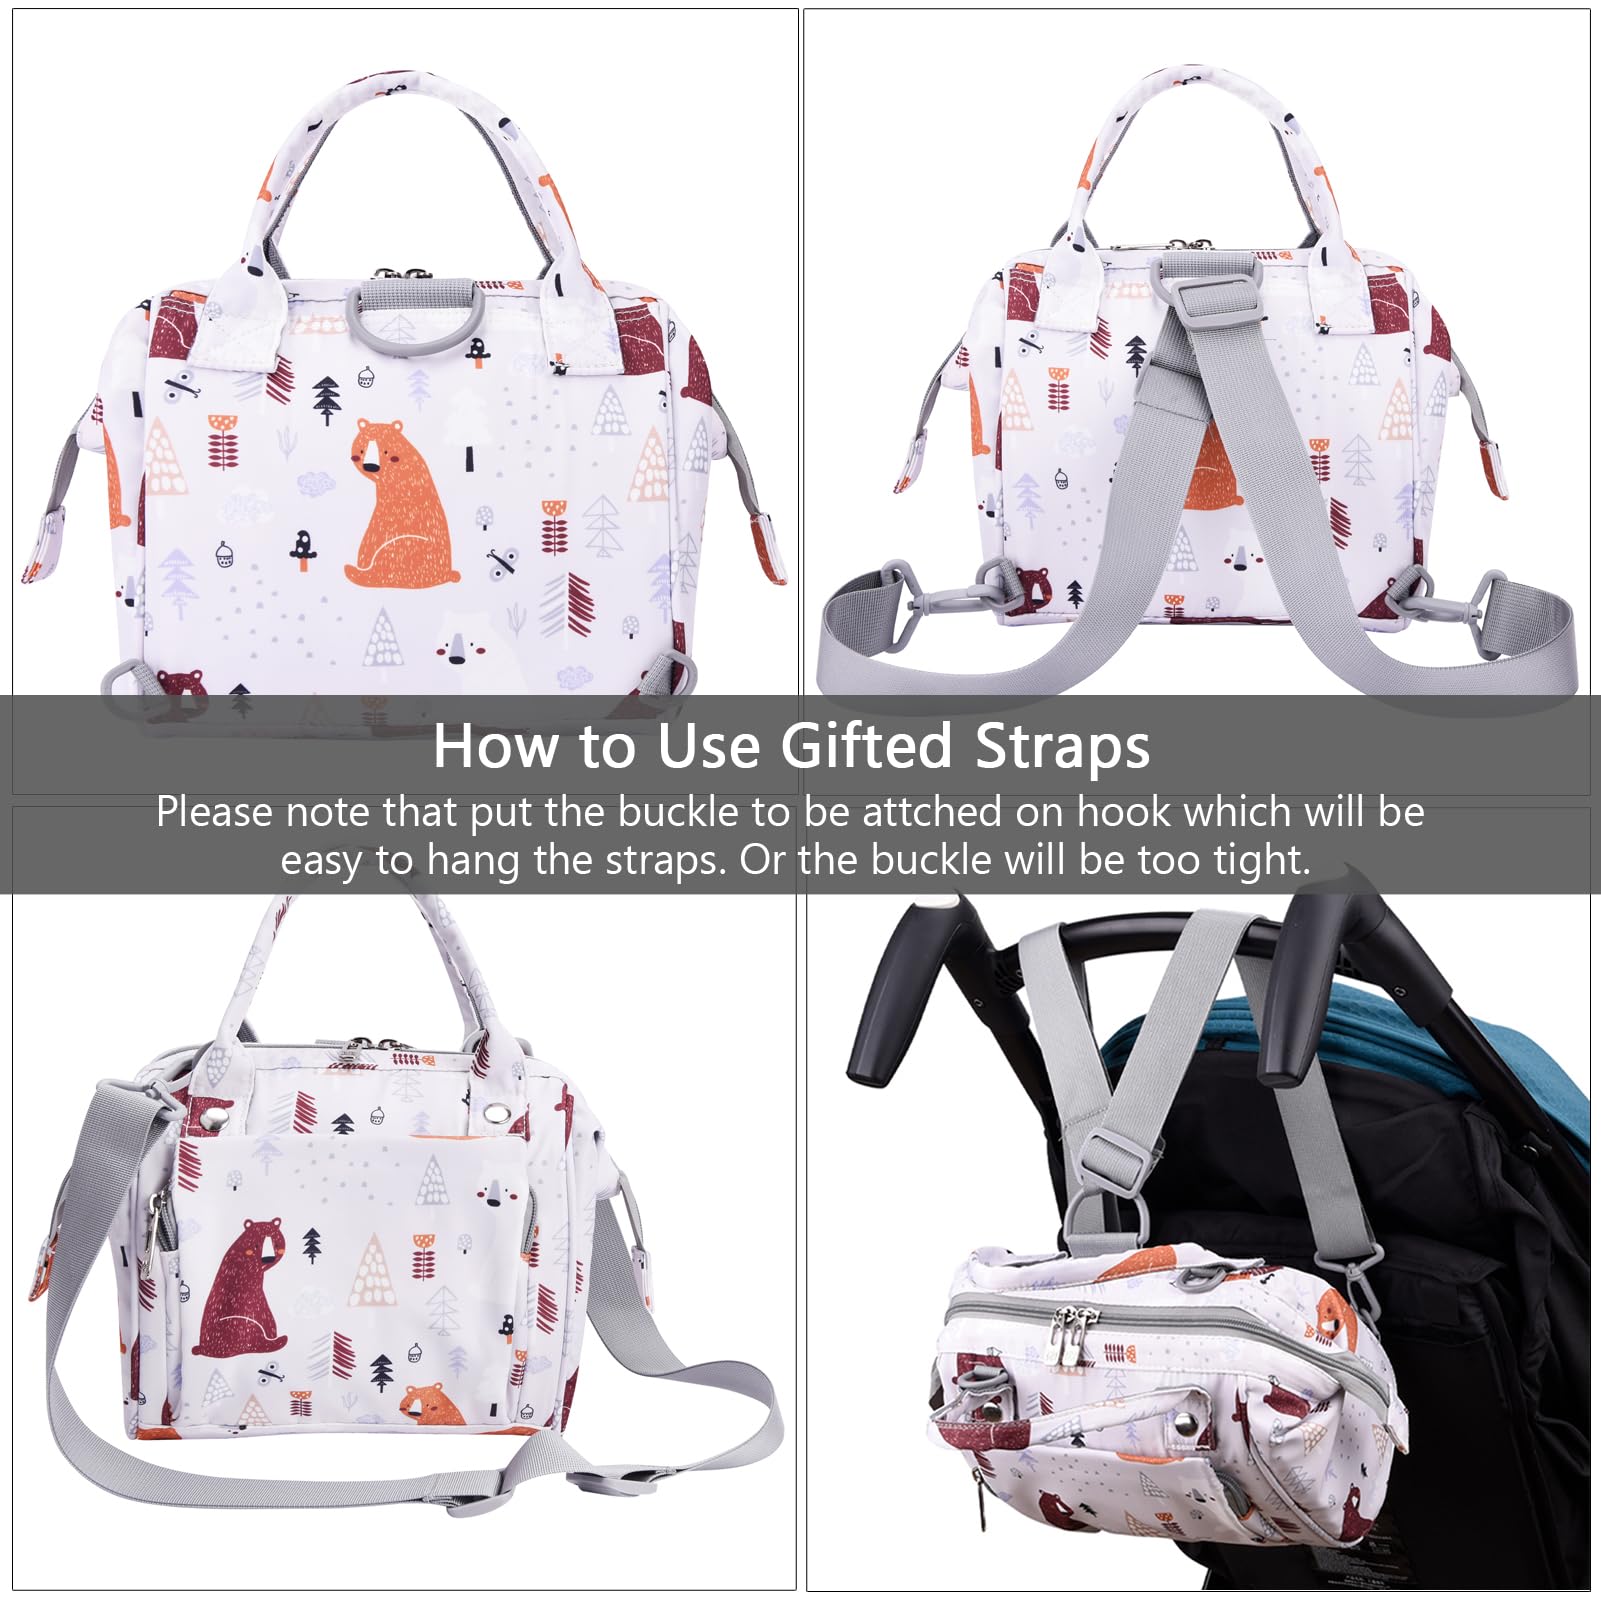 How to Use Gifted Straps
Please note that put the buckle to be attched on hook which will be
easy to hang the straps. Or the buckle will be too tight.